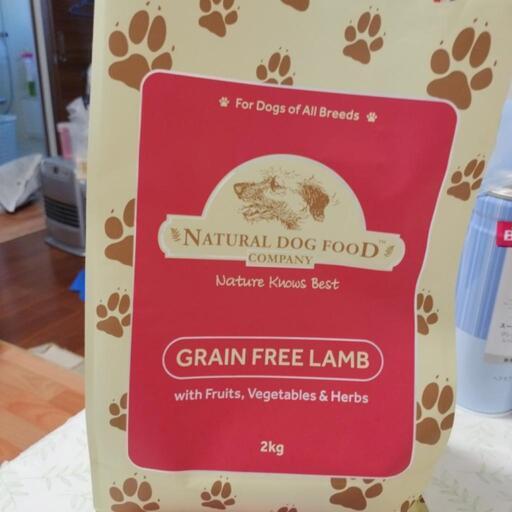 For Dogs of All Breeds
NATURAL DOG FOOD™
COMPANY
Nature Knows Best
GRAIN FREE LAMB
with Fruits, Vegetables & Herbs
2kg